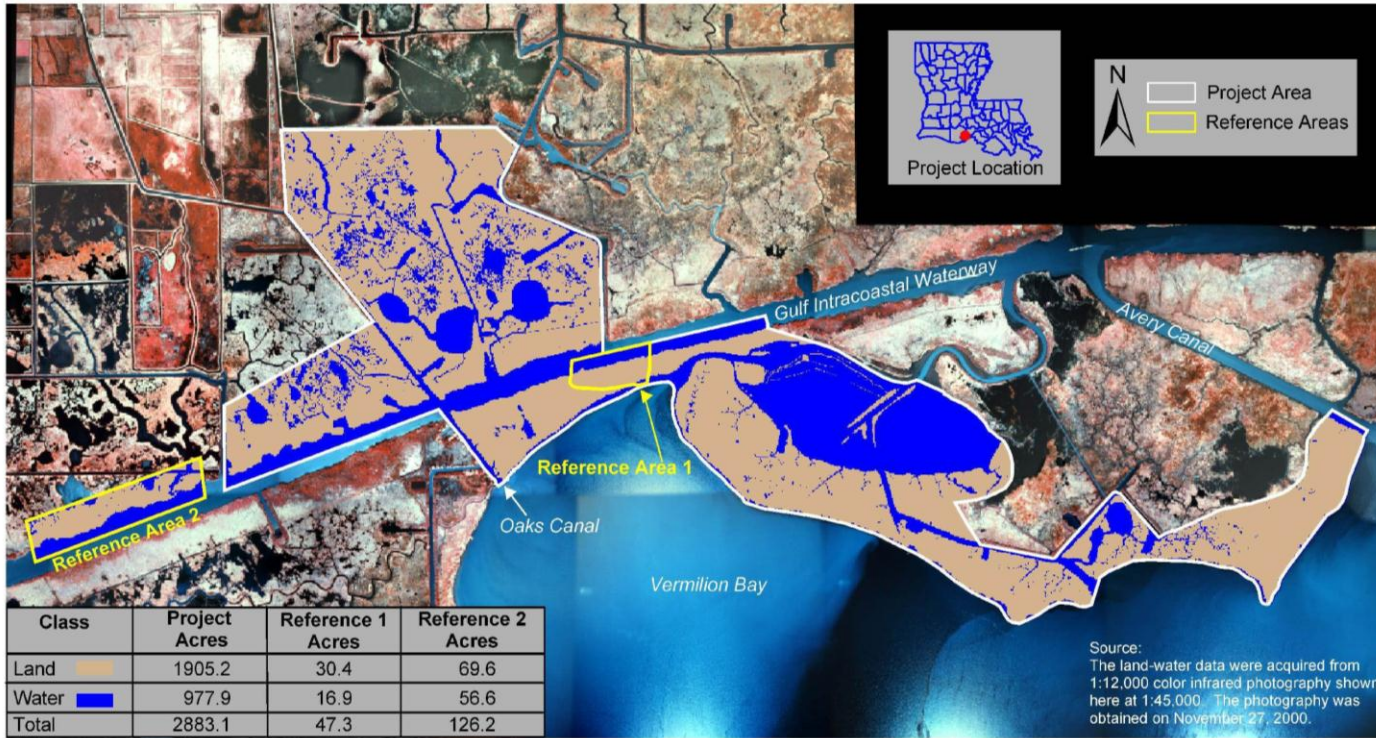 N
Project Area
Reference Areas
Project Location
Gulf Intracoastal Waterway
Avery Canal
Reference Area 1
Oaks Canal
Reference Area 2
Vermilion Bay
Class Project Acres Reference 1 Acres Reference 2 Acres
Land 1905.2 30.4 69.6
Water 977.9 16.9 56.6
Total 2883.1 47.3 126.2
Source:
The land-water data were acquired from
1:12,000 color infrared photography shown
here at 1:45,000. The photography was
obtained on November 27, 2000.